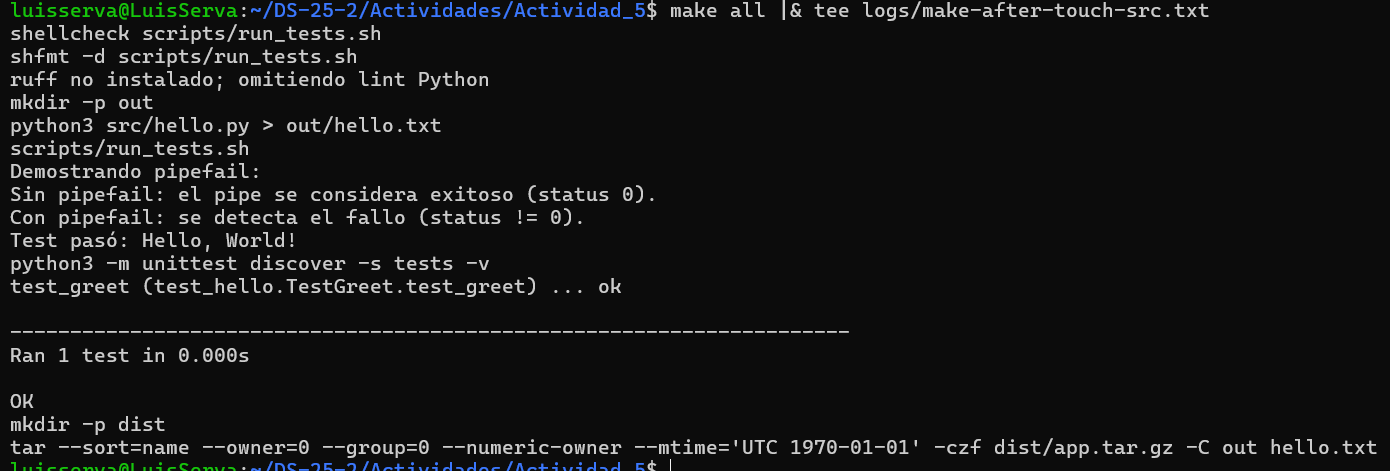 luisserva@LuisServa:~/DS-25-2/Actividades/Actividad_5$ make all |& tee logs/make-after-touch-src.txt
shellcheck scripts/run_tests.sh
shfmt -d scripts/run_tests.sh
ruff no instalado; omitiendo lint Python
mkdir -p out
python3 src/hello.py > out/hello.txt
scripts/run_tests.sh
Demostrando pipefail:
Sin pipefail: el pipe se considera exitoso (status 0).
Con pipefail: se detecta el fallo (status != 0).
Test pasó: Hello, World!
python3 -m unittest discover -s tests -v
test_greet (test_hello.TestGreet.test_greet) ... ok
----------------------------------------------------------------------
Ran 1 test in 0.000s
OK
mkdir -p dist
tar --sort=name --owner=0 --group=0 --numeric-owner --mtime='UTC 1970-01-01' -czf dist/app.tar.gz -C out hello.txt
luisserva@LuisServa:~/DS-25-2/Actividades/Actividad_5$